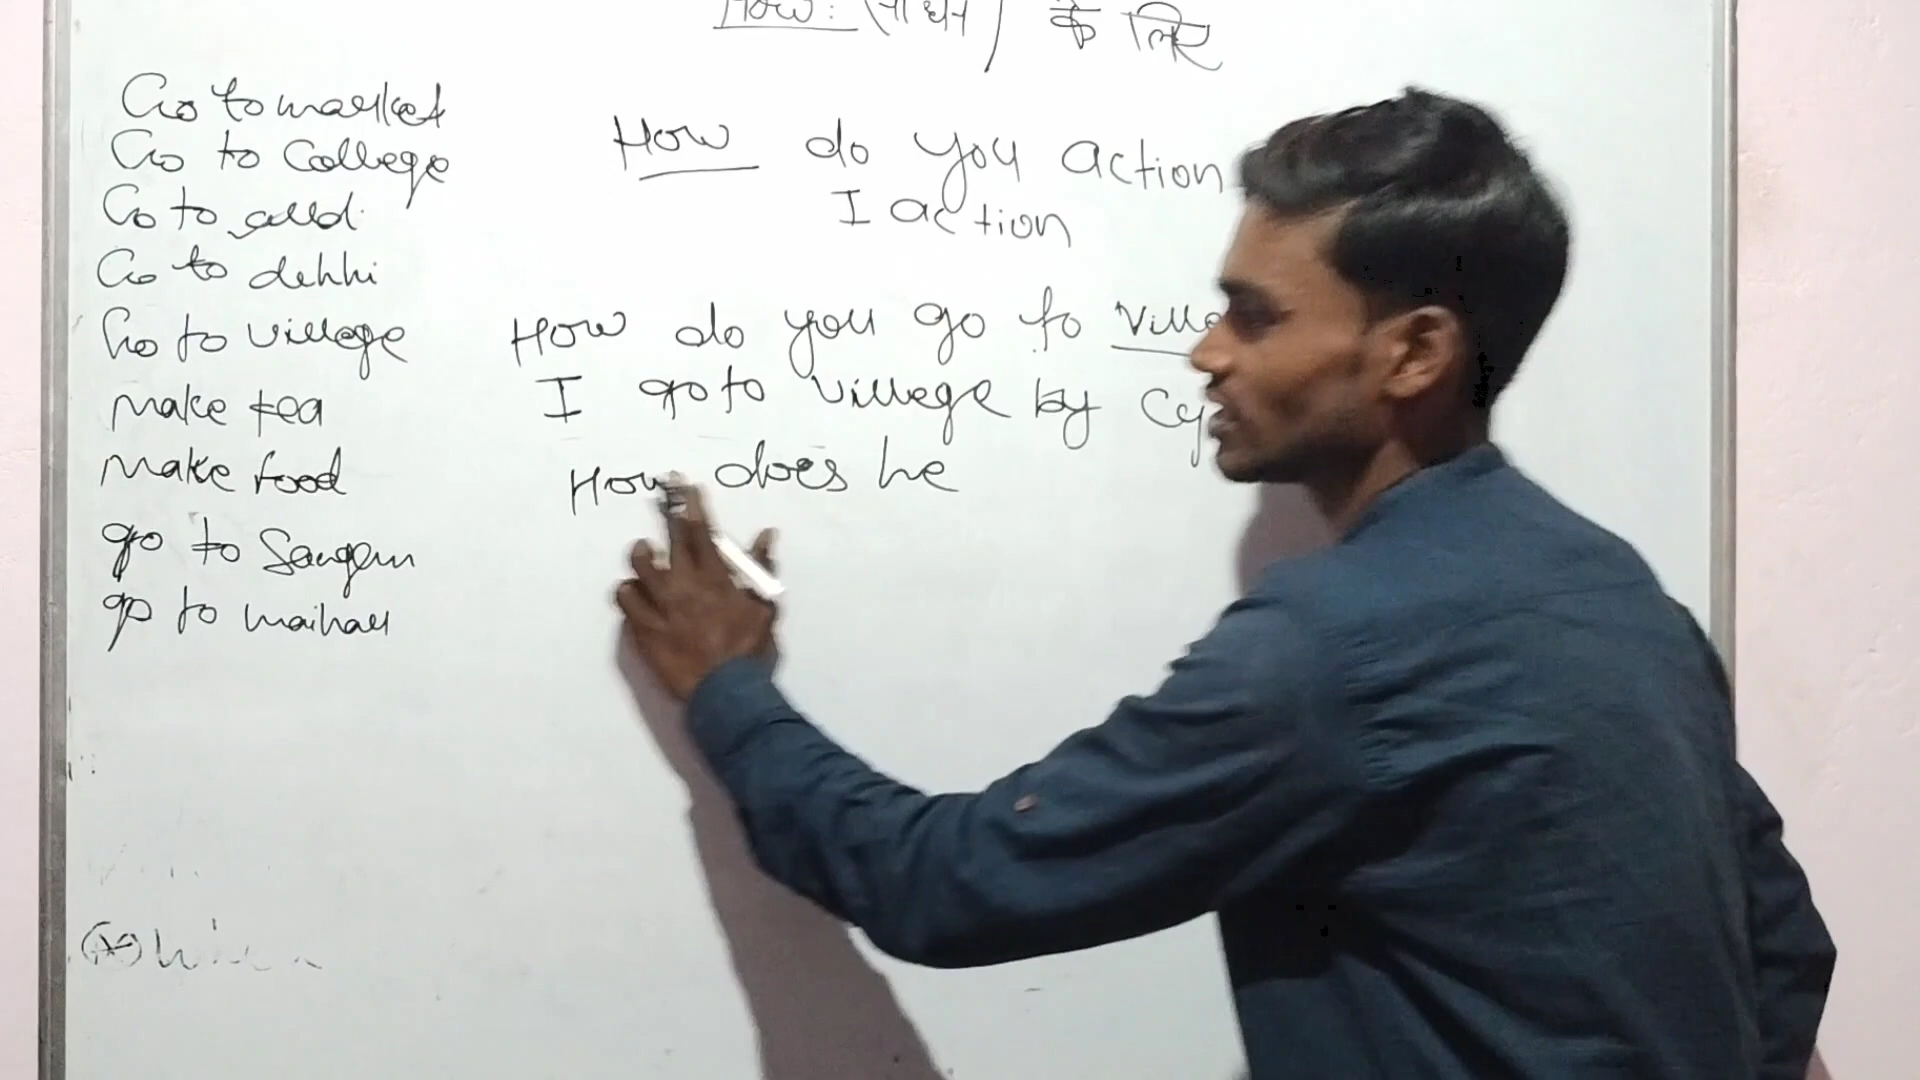 How: (साधन) के लिए
Go to market
Go to College
Go to alld.
Go to dehhi
Go to village
Make tea
Make food
go to Sangam
go to maihar
How do you action
I action
How do you go to
I go to village by
How does he